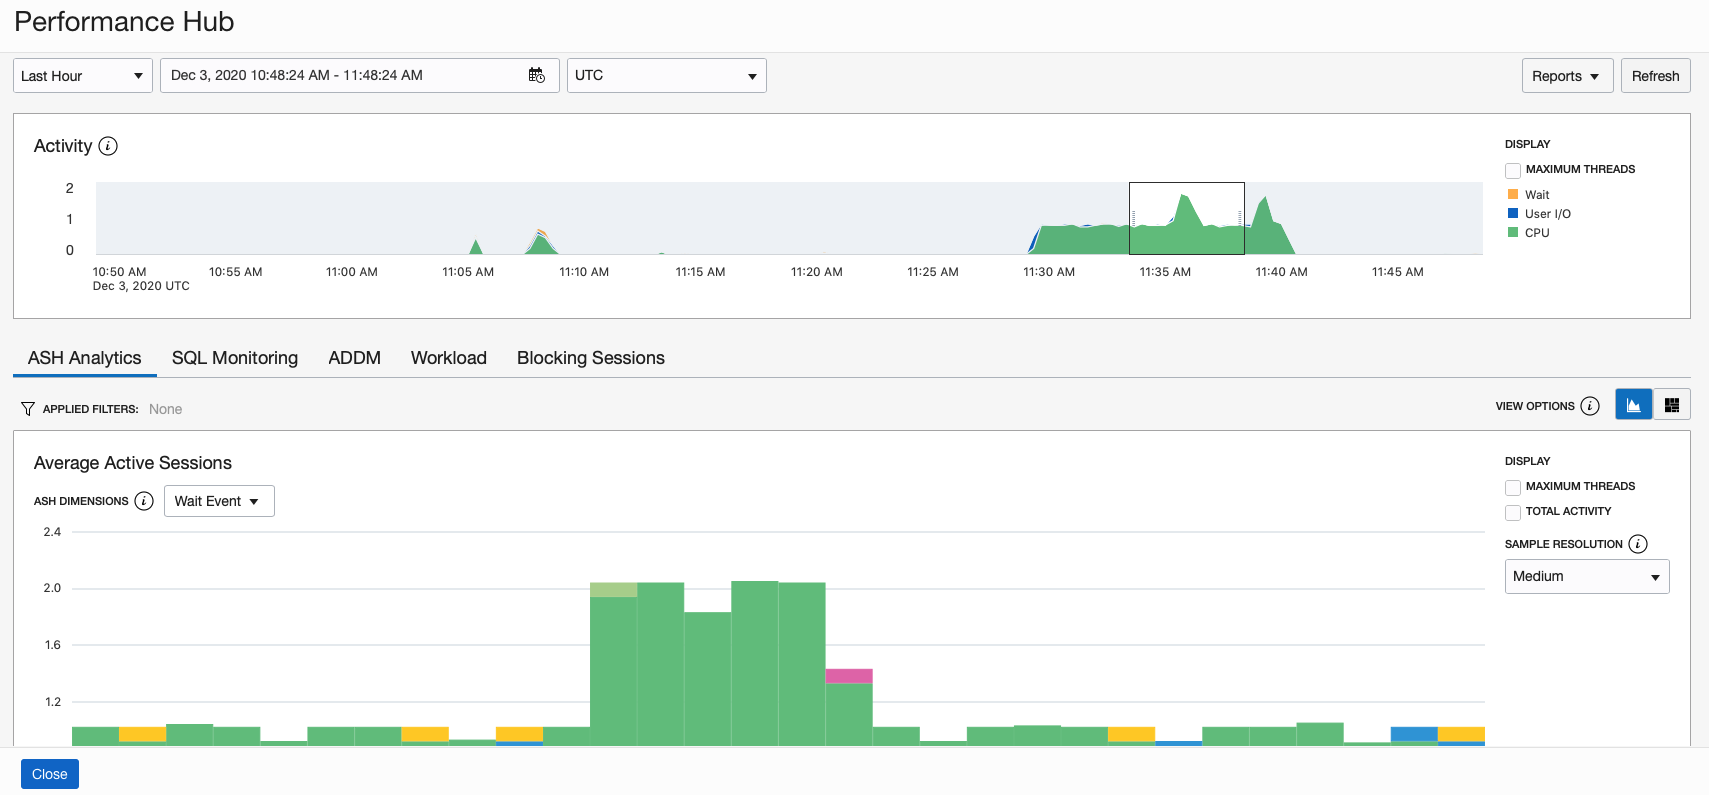 Performance Hub
Last Hour
Dec 3, 2020 10:48:24 AM - 11:48:24 AM
UTC
Reports
Refresh
Activity i
DISPLAY
MAXIMUM THREADS
Wait
User I/O
CPU
2
1
0
10:50 AM 10:55 AM 11:00 AM 11:05 AM 11:10 AM 11:15 AM 11:20 AM 11:25 AM 11:30 AM 11:35 AM 11:40 AM 11:45 AM
Dec 3, 2020 UTC
ASH Analytics SQL Monitoring ADDM Workload Blocking Sessions
APPLIED FILTERS: None
VIEW OPTIONS i
Average Active Sessions
ASH DIMENSIONS i Wait Event
DISPLAY
MAXIMUM THREADS
TOTAL ACTIVITY
SAMPLE RESOLUTION i
Medium
2.4
2.0
1.6
1.2
Close